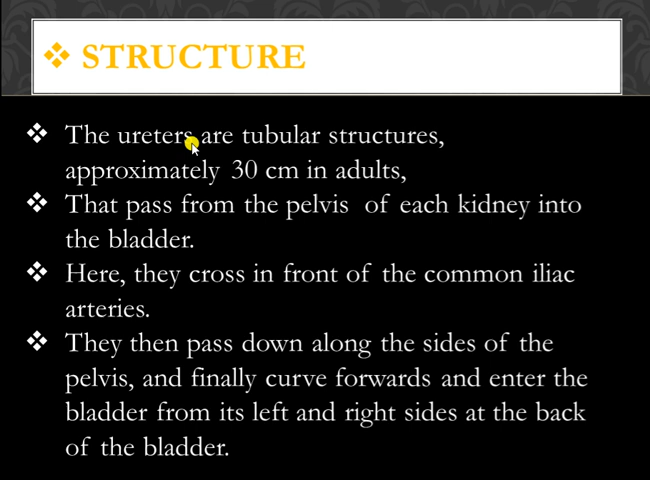 ❖ STRUCTURE
❖ The ureters are tubular structures,
approximately 30 cm in adults,
❖ That pass from the pelvis of each kidney into
the bladder.
❖ Here, they cross in front of the common iliac
arteries.
❖ They then pass down along the sides of the
pelvis, and finally curve forwards and enter the
bladder from its left and right sides at the back
of the bladder.